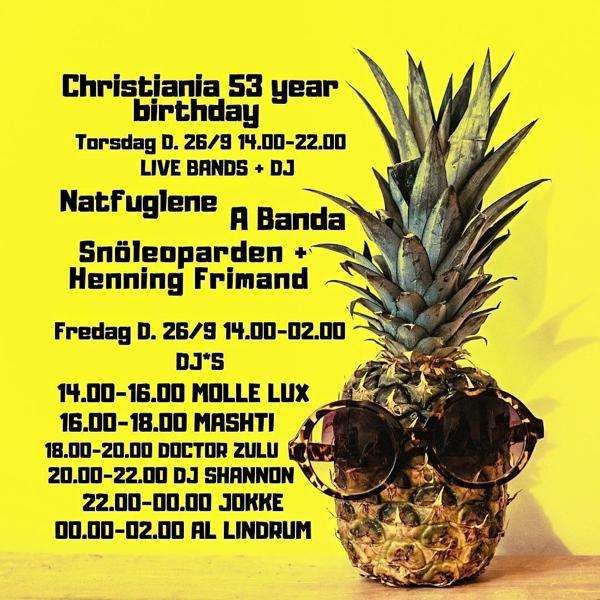 Christiania 53 year
birthday
Torsdag D. 26/9 14.00-22.00
LIVE BANDS + DJ
Natfuglene
A Banda
Snöleoparden +
Henning Frimand
Fredag D. 26/9 14.00-02.00
DJ*S
14.00-16.00 MOLLE LUX
16.00-18.00 MASHTI
18.00-20.00 DOCTOR ZULU
20.00-22.00 DJ SHANNON
22.00-00.00 JOKKE
00.00-02.00 AL LINDRUM